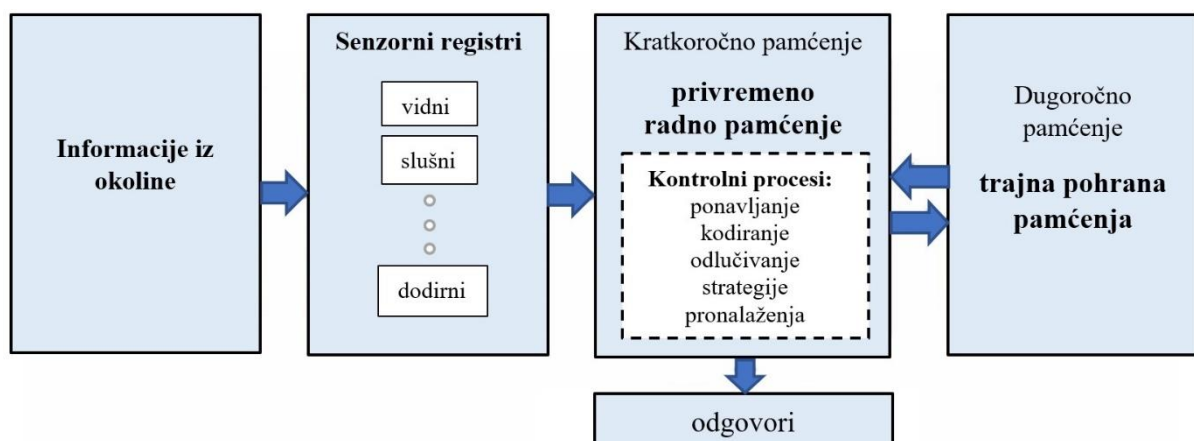 Informacije iz
okoline
Senzorni registri
vidni
slušni
dodirni
Kratkoročno pamćenje
privremeno
radno pamćenje
Kontrolni procesi:
ponavljanje
kodiranje
odlučivanje
strategije
pronalaženja
Dugoročno
pamćenje
trajna pohrana
pamćenja
odgovori